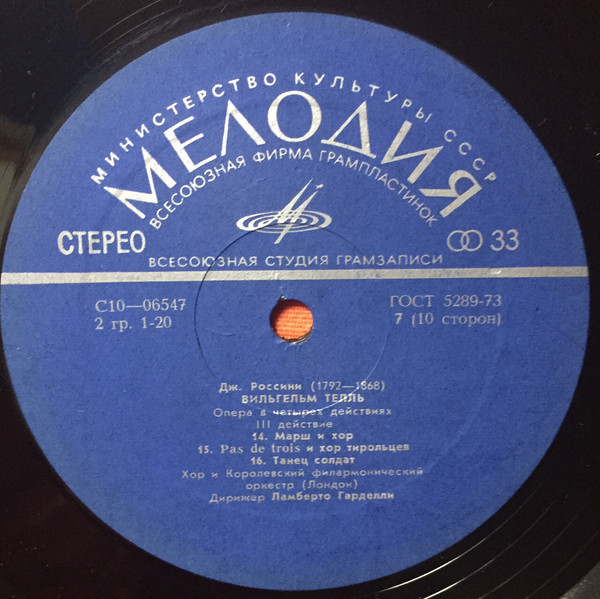 МИНИСТЕРСТВО КУЛЬТУРЫ СССР
МЕЛОДИЯ
ВСЕСОЮЗНАЯ ФИРМА ГРАМПЛАСТИНОК
СТЕРЕО
33
ВСЕСОЮЗНАЯ СТУДИЯ ГРАМЗАПИСИ
С10—06547
ГОСТ 5289-73
2 гр. 1-20
7 (10 сторон)
Дж. Россини (1792—1868)
ВИЛЬГЕЛЬМ ТЕЛЛЬ
Опера в четырех действиях
III действие
14. Марш и хор
15. Pas de trois и хор тирольцев
16. Танец солдат
Хор и Королевский филармонический
оркестр (Лондон)
Дирижер Ламберто Гарделли